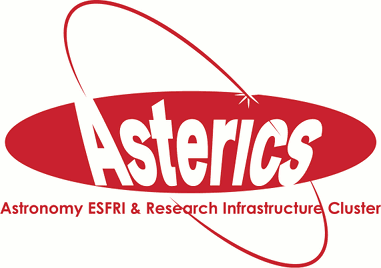 Asterics
Astronomy ESFRI & Research Infrastructure Cluster